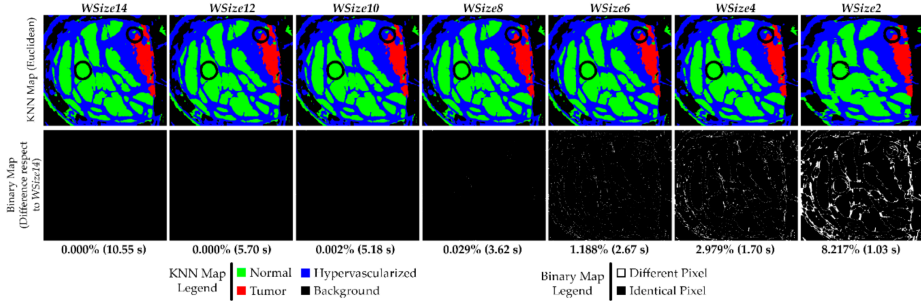 WSize14 WSize12 WSize10 WSize8 WSize6 WSize4 WSize2
KNN Map (Euclidean)
Binary Map
(Difference respect
to WSize14)
0.000% (10.55 s) 0.000% (5.70 s) 0.002% (5.18 s) 0.029% (3.62 s) 1.188% (2.67 s) 2.979% (1.70 s) 8.217% (1.03 s)
KNN Map
Legend
Normal Hypervascularized
Tumor Background
Binary Map
Legend
Different Pixel
Identical Pixel